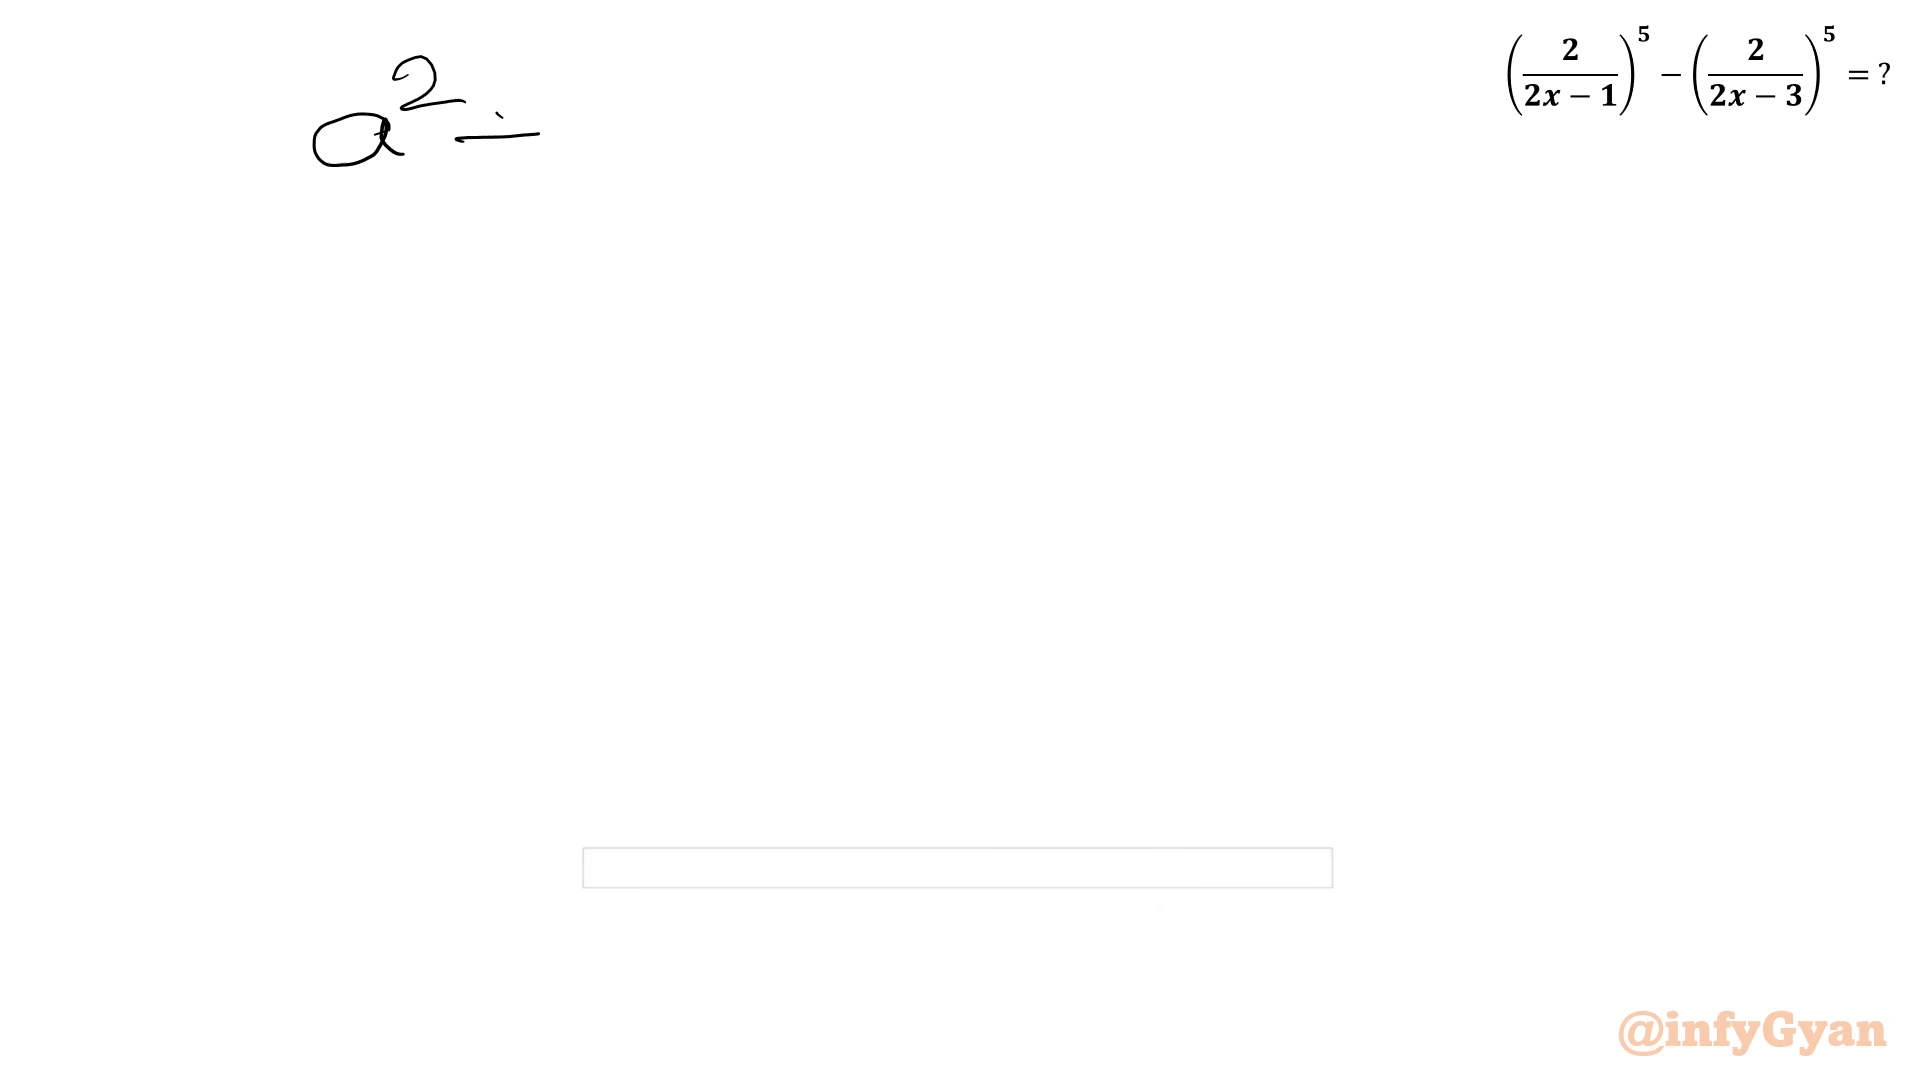 (2/(2x − 1))⁵ − (2/(2x − 3))⁵ = ?
a² −
@infyGyan